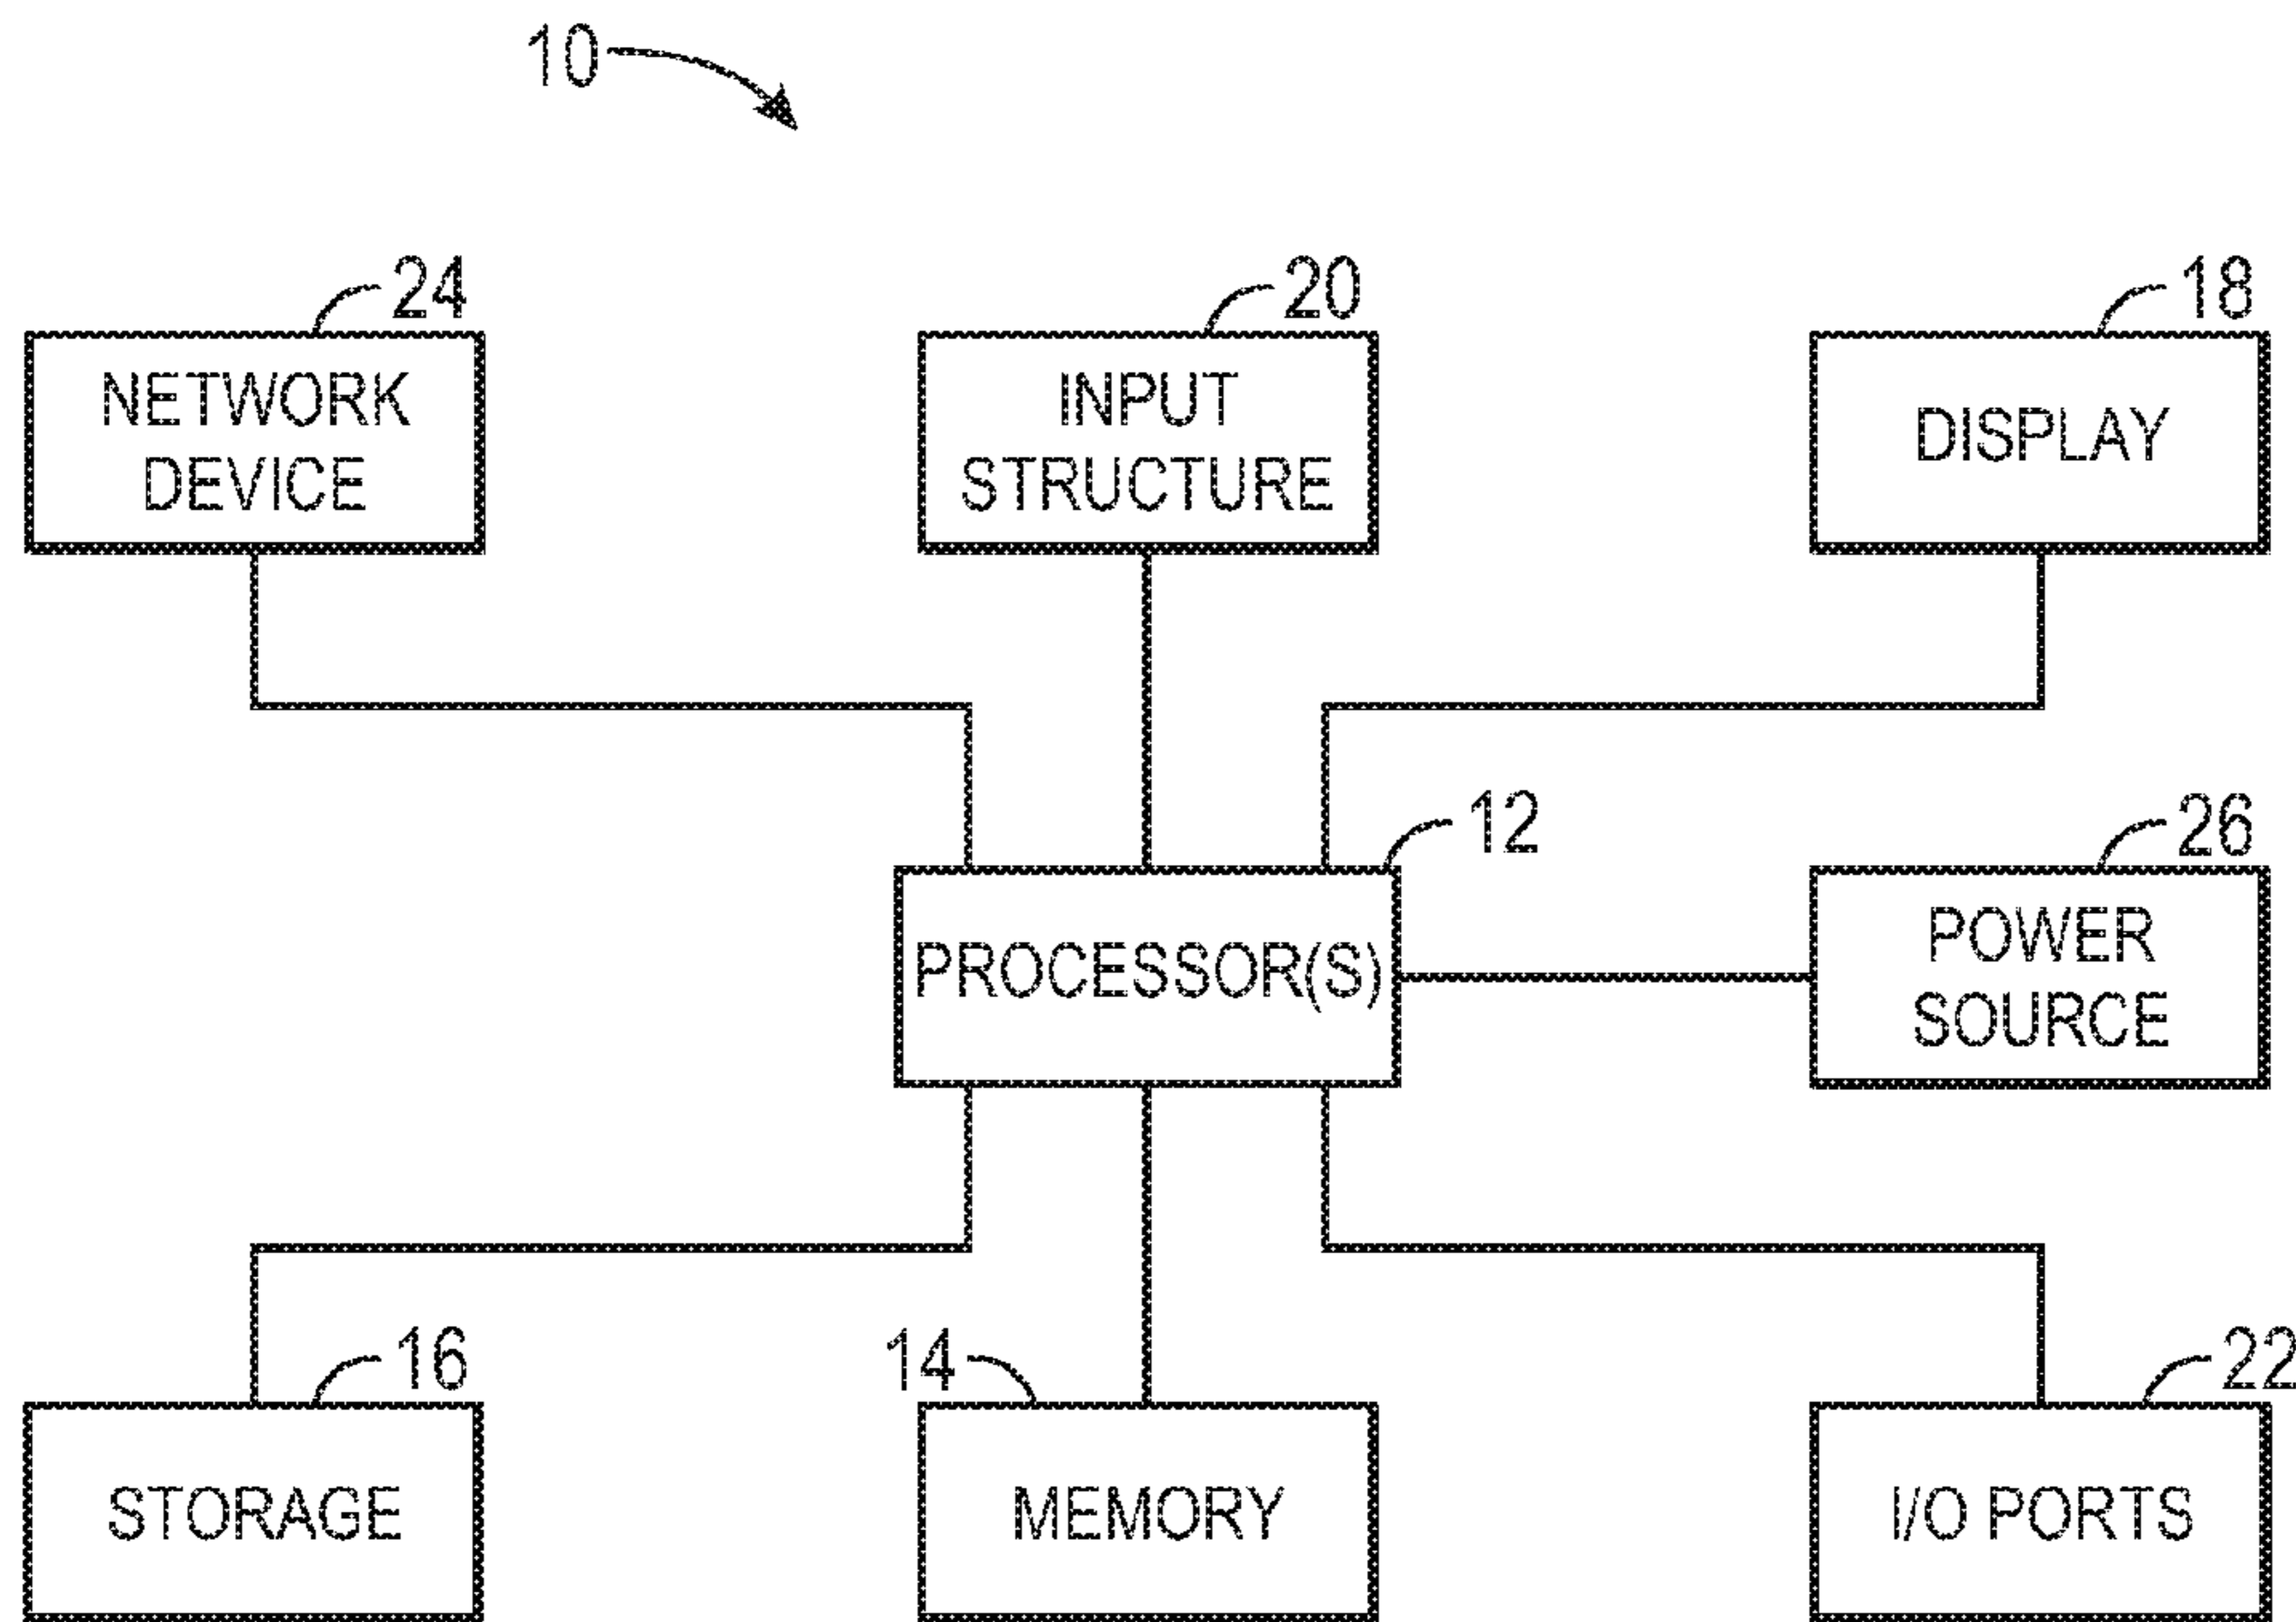 10
24
20
18
NETWORK
DEVICE
INPUT
STRUCTURE
DISPLAY
12
26
PROCESSOR(S)
POWER
SOURCE
16
14
22
STORAGE
MEMORY
I/O PORTS